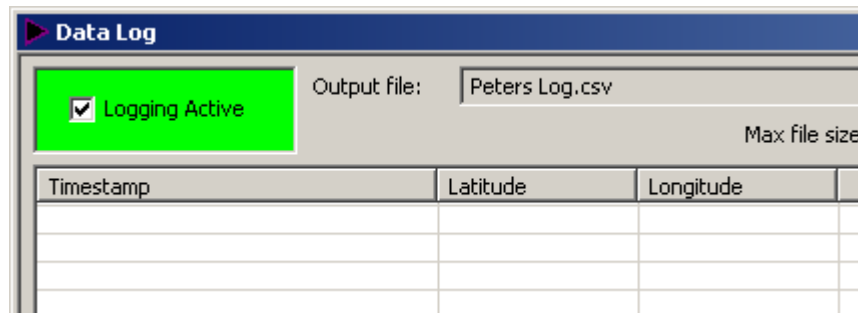 Data Log
Logging Active
Output file:
Peters Log.csv
Max file size
Timestamp Latitude Longitude